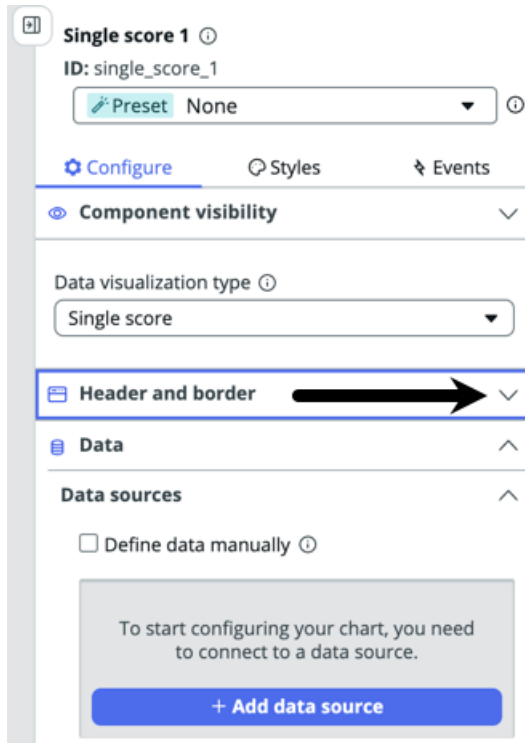 Single score 1
ID: single_score_1
Preset None
Configure Styles Events
Component visibility
Data visualization type
Single score
Header and border
Data
Data sources
Define data manually
To start configuring your chart, you need
to connect to a data source.
+ Add data source